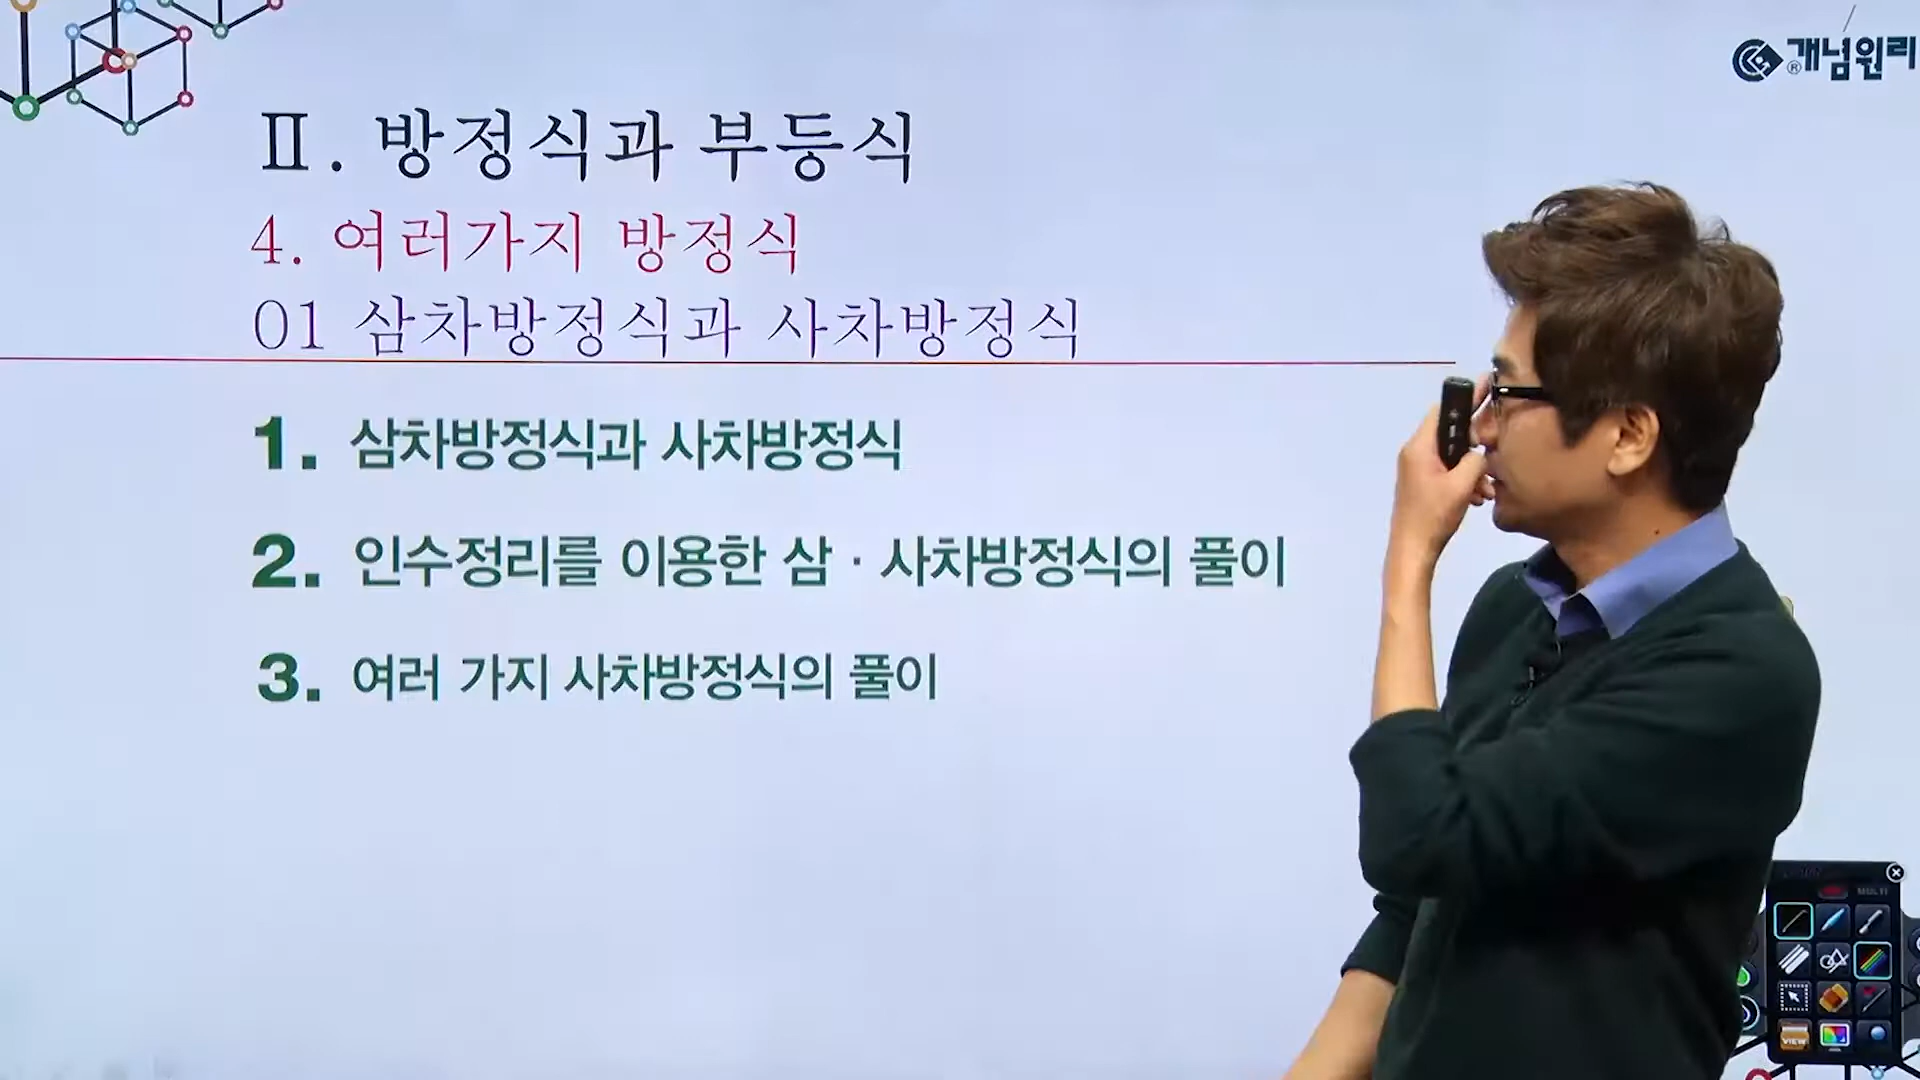 개념원리®
Ⅱ. 방정식과 부등식
4. 여러가지 방정식
01 삼차방정식과 사차방정식
1. 삼차방정식과 사차방정식
2. 인수정리를 이용한 삼·사차방정식의 풀이
3. 여러 가지 사차방정식의 풀이
MULTI
VIEW